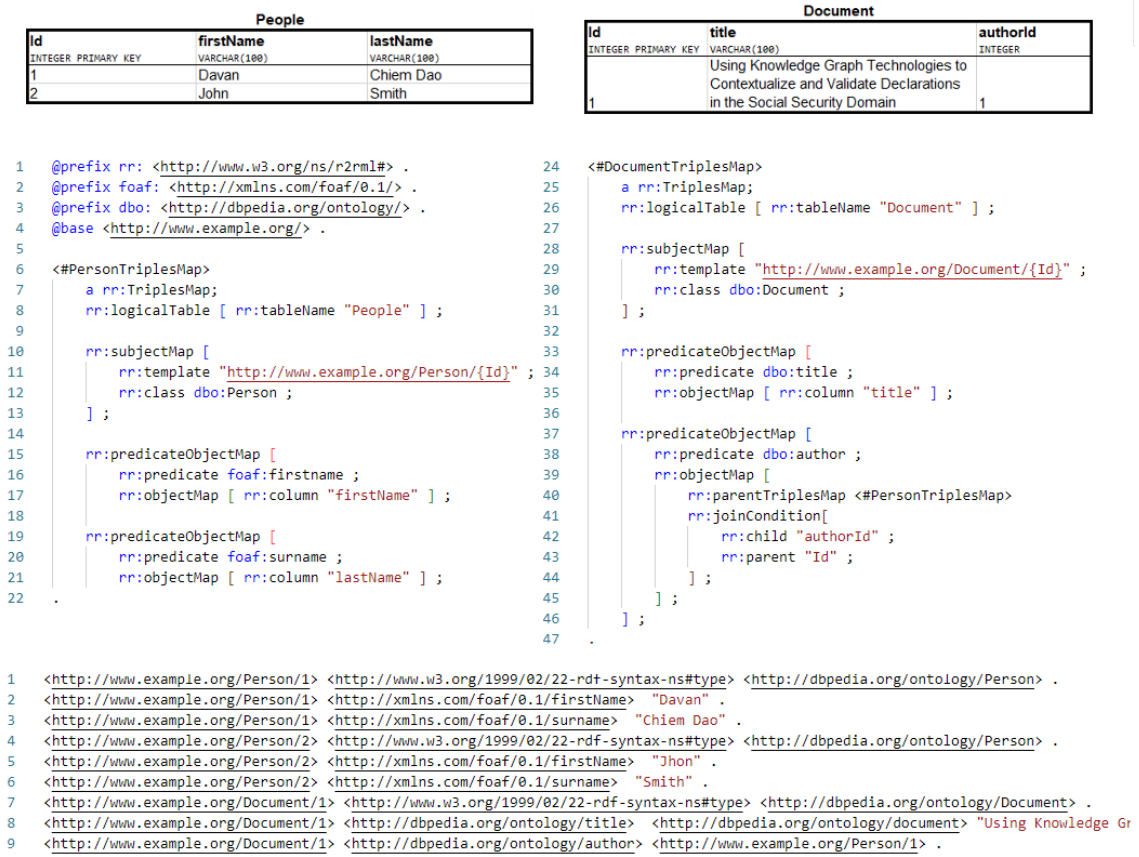 People
Id firstName lastName
INTEGER PRIMARY KEY VARCHAR(100) VARCHAR(100)
1 Davan Chiem Dao
2 John Smith
Document
Id title authorId
INTEGER PRIMARY KEY VARCHAR(100) INTEGER
Using Knowledge Graph Technologies to
Contextualize and Validate Declarations
1 in the Social Security Domain 1
1 @prefix rr: <http://www.w3.org/ns/r2rml#> .
2 @prefix foaf: <http://xmlns.com/foaf/0.1/> .
3 @prefix dbo: <http://dbpedia.org/ontology/> .
4 @base <http://www.example.org/> .
5
6 <#PersonTriplesMap>
7 a rr:TriplesMap;
8 rr:logicalTable [ rr:tableName "People" ] ;
9
10 rr:subjectMap [
11 rr:template "http://www.example.org/Person/{Id}" ;
12 rr:class dbo:Person ;
13 ] ;
14
15 rr:predicateObjectMap [
16 rr:predicate foaf:firstname ;
17 rr:objectMap [ rr:column "firstName" ] ;
18
19 rr:predicateObjectMap [
20 rr:predicate foaf:surname ;
21 rr:objectMap [ rr:column "lastName" ] ;
22 .
24 <#DocumentTriplesMap>
25 a rr:TriplesMap;
26 rr:logicalTable [ rr:tableName "Document" ] ;
27
28 rr:subjectMap [
29 rr:template "http://www.example.org/Document/{Id}" ;
30 rr:class dbo:Document ;
31 ] ;
32
33 rr:predicateObjectMap [
34 rr:predicate dbo:title ;
35 rr:objectMap [ rr:column "title" ] ;
36
37 rr:predicateObjectMap [
38 rr:predicate dbo:author ;
39 rr:objectMap [
40 rr:parentTriplesMap <#PersonTriplesMap>
41 rr:joinCondition[
42 rr:child "authorId" ;
43 rr:parent "Id" ;
44 ] ;
45 ] ;
46 ] ;
47 .
1 <http://www.example.org/Person/1> <http://www.w3.org/1999/02/22-rdf-syntax-ns#type> <http://dbpedia.org/ontology/Person> .
2 <http://www.example.org/Person/1> <http://xmlns.com/foaf/0.1/firstName> "Davan" .
3 <http://www.example.org/Person/1> <http://xmlns.com/foaf/0.1/surname> "Chiem Dao" .
4 <http://www.example.org/Person/2> <http://www.w3.org/1999/02/22-rdf-syntax-ns#type> <http://dbpedia.org/ontology/Person> .
5 <http://www.example.org/Person/2> <http://xmlns.com/foaf/0.1/firstName> "Jhon" .
6 <http://www.example.org/Person/2> <http://xmlns.com/foaf/0.1/surname> "Smith" .
7 <http://www.example.org/Document/1> <http://www.w3.org/1999/02/22-rdf-syntax-ns#type> <http://dbpedia.org/ontology/Document> .
8 <http://www.example.org/Document/1> <http://dbpedia.org/ontology/title> <http://dbpedia.org/ontology/document> "Using Knowledge Gr
9 <http://www.example.org/Document/1> <http://dbpedia.org/ontology/author> <http://www.example.org/Person/1> .